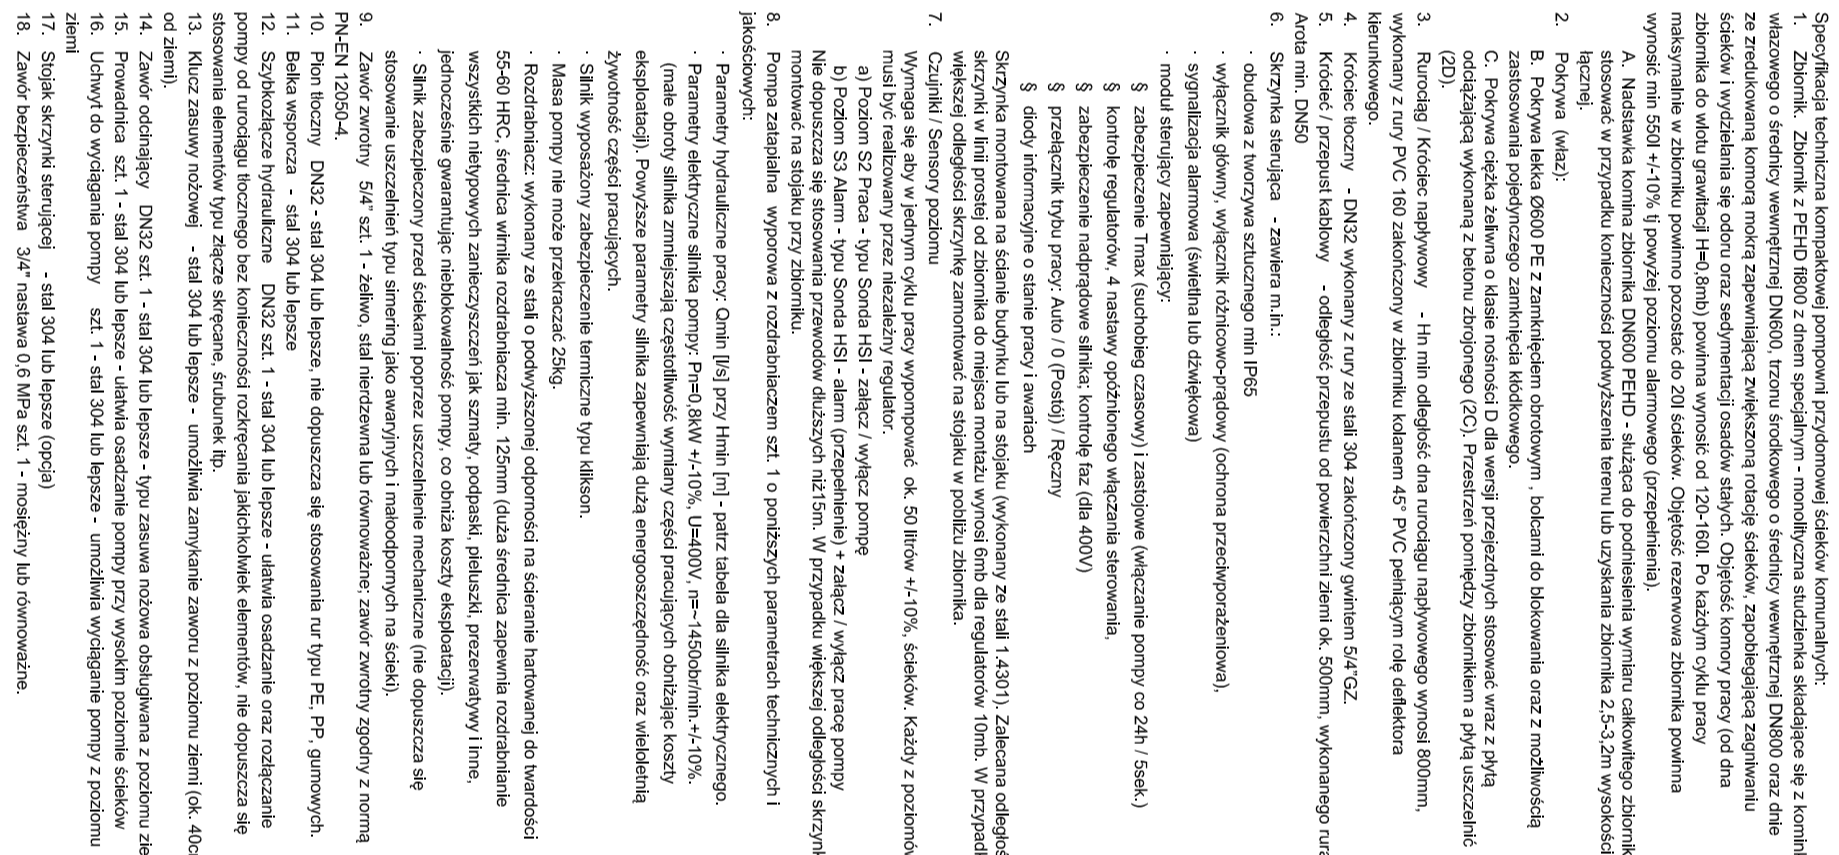 Specyfikacja techniczna kompaktowej pompowni przydomowej ścieków komunalnych:
1. Zbiornik. Zbiornik z PEHD fi800 z dnem specjalnym - monolityczna studzienka składające się z
włazowego o średnicy wewnętrznej DN600, trzonu środkowego o średnicy wewnętrznej DN800 oraz dnie
ze zredukowaną komorą mokrą zapewniającą zwiększoną rotację ścieków, zapobiegającą zagniwaniu
ścieków i wydzielania się odoru oraz sedymentacji osadów stałych. Objętość komory pracy (od dna
zbiornika do wlotu grawitacji H=0,8mb) powinna wynosić od 120-160l. Po każdym cyklu pracy
maksymalnie w zbiorniku powinno pozostać do 20l ścieków. Objętość rezerwowa zbiornika powinna
wynosić min 550l +/-10% tj powyżej poziomu alarmowego (przepełnienia).
A. Nadstawka komina zbiornika DN600 PEHD - służąca do podniesienia wymiaru całkowitego
stosować w przypadku konieczności podwyższenia terenu lub uzyskania zbiornika 2,5-3,2m wysokości
łącznej.
2. Pokrywa (właz):
B. Pokrywa lekka Ø600 PE z zamknięciem obrotowym , bolcami do blokowania oraz z możliwością
zastosowania pojedynczego zamknięcia kłódkowego.
C. Pokrywa ciężka żeliwna o klasie nośności D dla wersji przejezdnych stosować wraz z płytą
odciążającą wykonaną z betonu zbrojonego (2C). Przestrzeń pomiędzy zbiornikiem a płytą uszczelnić
(2D).
3. Rurociąg / Króciec napływowy - Hn min odległość dna rurociągu napływowego wynosi 800mm,
wykonany z rury PVC 160 zakończony w zbiorniku kolanem 45° PVC pełniącym rolę deflektora
kierunkowego.
4. Króciec tłoczny - DN32 wykonany z rury ze stali 304 zakończony gwintem 5/4"GZ.
5. Króciec / przepust kablowy - odległość przepustu od powierzchni ziemi ok. 500mm, wykonanego
Arota min. DN50
6. Skrzynka sterująca - zawiera m.in.:
· obudowa z tworzywa sztucznego min IP65
· wyłącznik główny, wyłącznik różnicowo-prądowy (ochrona przeciwporażeniowa),
· sygnalizacja alarmowa (świetlna lub dźwiękowa)
· moduł sterujący zapewniający:
§ zabezpieczenie Tmax (suchobieg czasowy) i zastojowe (włączanie pompy co 24h / 5sek.)
§ kontrolę regulatorów, 4 nastawy opóźnionego włączania sterowania,
§ zabezpieczenie nadprądowe silnika; kontrolę faz (dla 400V)
§ przełącznik trybu pracy: Auto / 0 (Postój) / Ręczny
§ diody informacyjne o stanie pracy i awariach
Skrzynka montowana na ścianie budynku lub na stojaku (wykonany ze stali 1.4301). Zalecana
skrzynki w linii prostej od zbiornika do miejsca montażu wynosi 6mb dla regulatorów 10mb. W
większej odległości skrzynkę zamontować na stojaku w pobliżu zbiornika.
7. Czujniki / Sensory poziomu
Wymaga się aby w jednym cyklu pracy wypompować ok. 50 litrów +/-10%, ścieków. Każdy z
musi być realizowany przez niezależny regulator.
a) Poziom S2 Praca - typu Sonda HSI - załącz / wyłącz pompę
b) Poziom S3 Alarm - typu Sonda HSI - alarm (przepełnienie) + załącz / wyłącz pracę pompy
Nie dopuszcza się stosowania przewodów dłuższych niż15m. W przypadku większej odległości
montować na stojaku przy zbiorniku.
8. Pompa zatapialna wyporowa z rozdrabniaczem szt. 1 o poniższych parametrach technicznych i
jakościowych:
· Parametry hydrauliczne pracy: Qmin [l/s] przy Hmin [m] - patrz tabela dla silnika elektrycznego.
· Parametry elektryczne silnika pompy: Pn=0,8kW +/-10%, U=400V, n=~1450obr/min.+/-10%.
(małe obroty silnika zmniejszają częstotliwość wymiany części pracujących obniżając koszty
eksploatacji). Powyższe parametry silnika zapewniają dużą energooszczędność oraz wieloletnią
żywotność części pracujących.
· Silnik wyposażony zabezpieczenie termiczne typu klikson.
· Masa pompy nie może przekraczać 25kg.
· Rozdrabniacz: wykonany ze stali o podwyższonej odporności na ścieranie hartowanej do twardości
55-60 HRC, średnica wirnika rozdrabniacza min. 125mm (duża średnica zapewnia rozdrabnianie
wszystkich nietypowych zanieczyszczeń jak szmaty, podpaski, pieluszki, prezerwatywy i inne,
jednocześnie gwarantując nieblokowalność pompy, co obniża koszty eksploatacji).
· Silnik zabezpieczony przed ściekami poprzez uszczelnienie mechaniczne (nie dopuszcza się
stosowanie uszczelnień typu simering jako awaryjnych i małoodpornych na ścieki).
9. Zawór zwrotny 5/4" szt. 1 - żeliwo, stal nierdzewna lub równoważne; zawór zwrotny zgodny z normą
PN-EN 12050-4.
10. Pion tłoczny DN32 - stal 304 lub lepsze, nie dopuszcza się stosowania rur typu PE, PP, gumowych.
11. Belka wsporcza - stal 304 lub lepsze
12. Szybkozłącze hydrauliczne DN32 szt. 1 - stal 304 lub lepsze - ułatwia osadzanie oraz rozłączanie
pompy od rurociągu tłocznego bez konieczności rozkręcania jakichkolwiek elementów, nie dopuszcza się
stosowania elementów typu złącze skręcane, śrubunek itp.
13. Klucz zasuwy nożowej - stal 304 lub lepsze - umożliwia zamykanie zaworu z poziomu ziemi (ok.
od ziemi).
14. Zawór odcinający DN32 szt. 1 - stal 304 lub lepsze - typu zasuwa nożowa obsługiwana z poziomu
15. Prowadnica szt. 1 - stal 304 lub lepsze - ułatwia osadzanie pompy przy wysokim poziomie ścieków
16. Uchwyt do wyciągania pompy szt. 1 - stal 304 lub lepsze - umożliwia wyciąganie pompy z poziomu
ziemi
17. Stojak skrzynki sterującej - stal 304 lub lepsze (opcja)
18. Zawór bezpieczeństwa 3/4" nastawa 0,6 MPa szt. 1 - mosiężny lub równoważne.